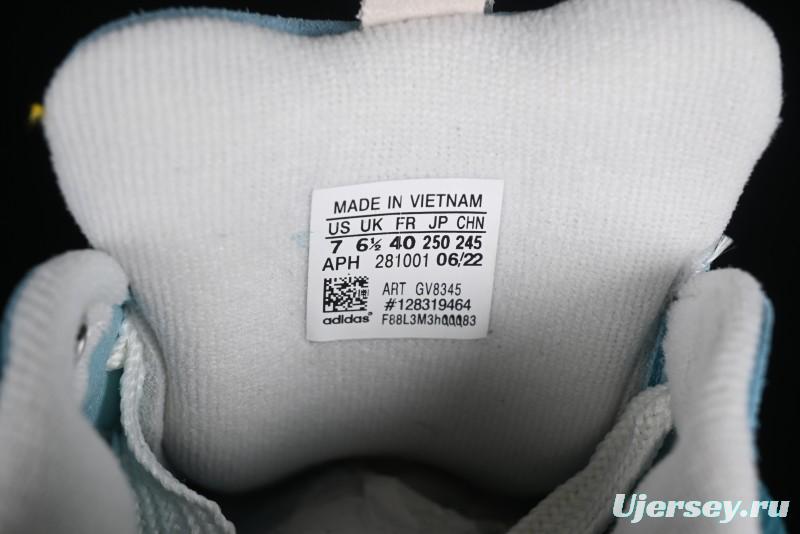 MADE IN VIETNAM
US UK FR JP CHN
7 6½ 40 250 245
APH 281001 06/22
ART GV8345
#128319464
adidas® F88L3M3h00083
Ujersey.ru